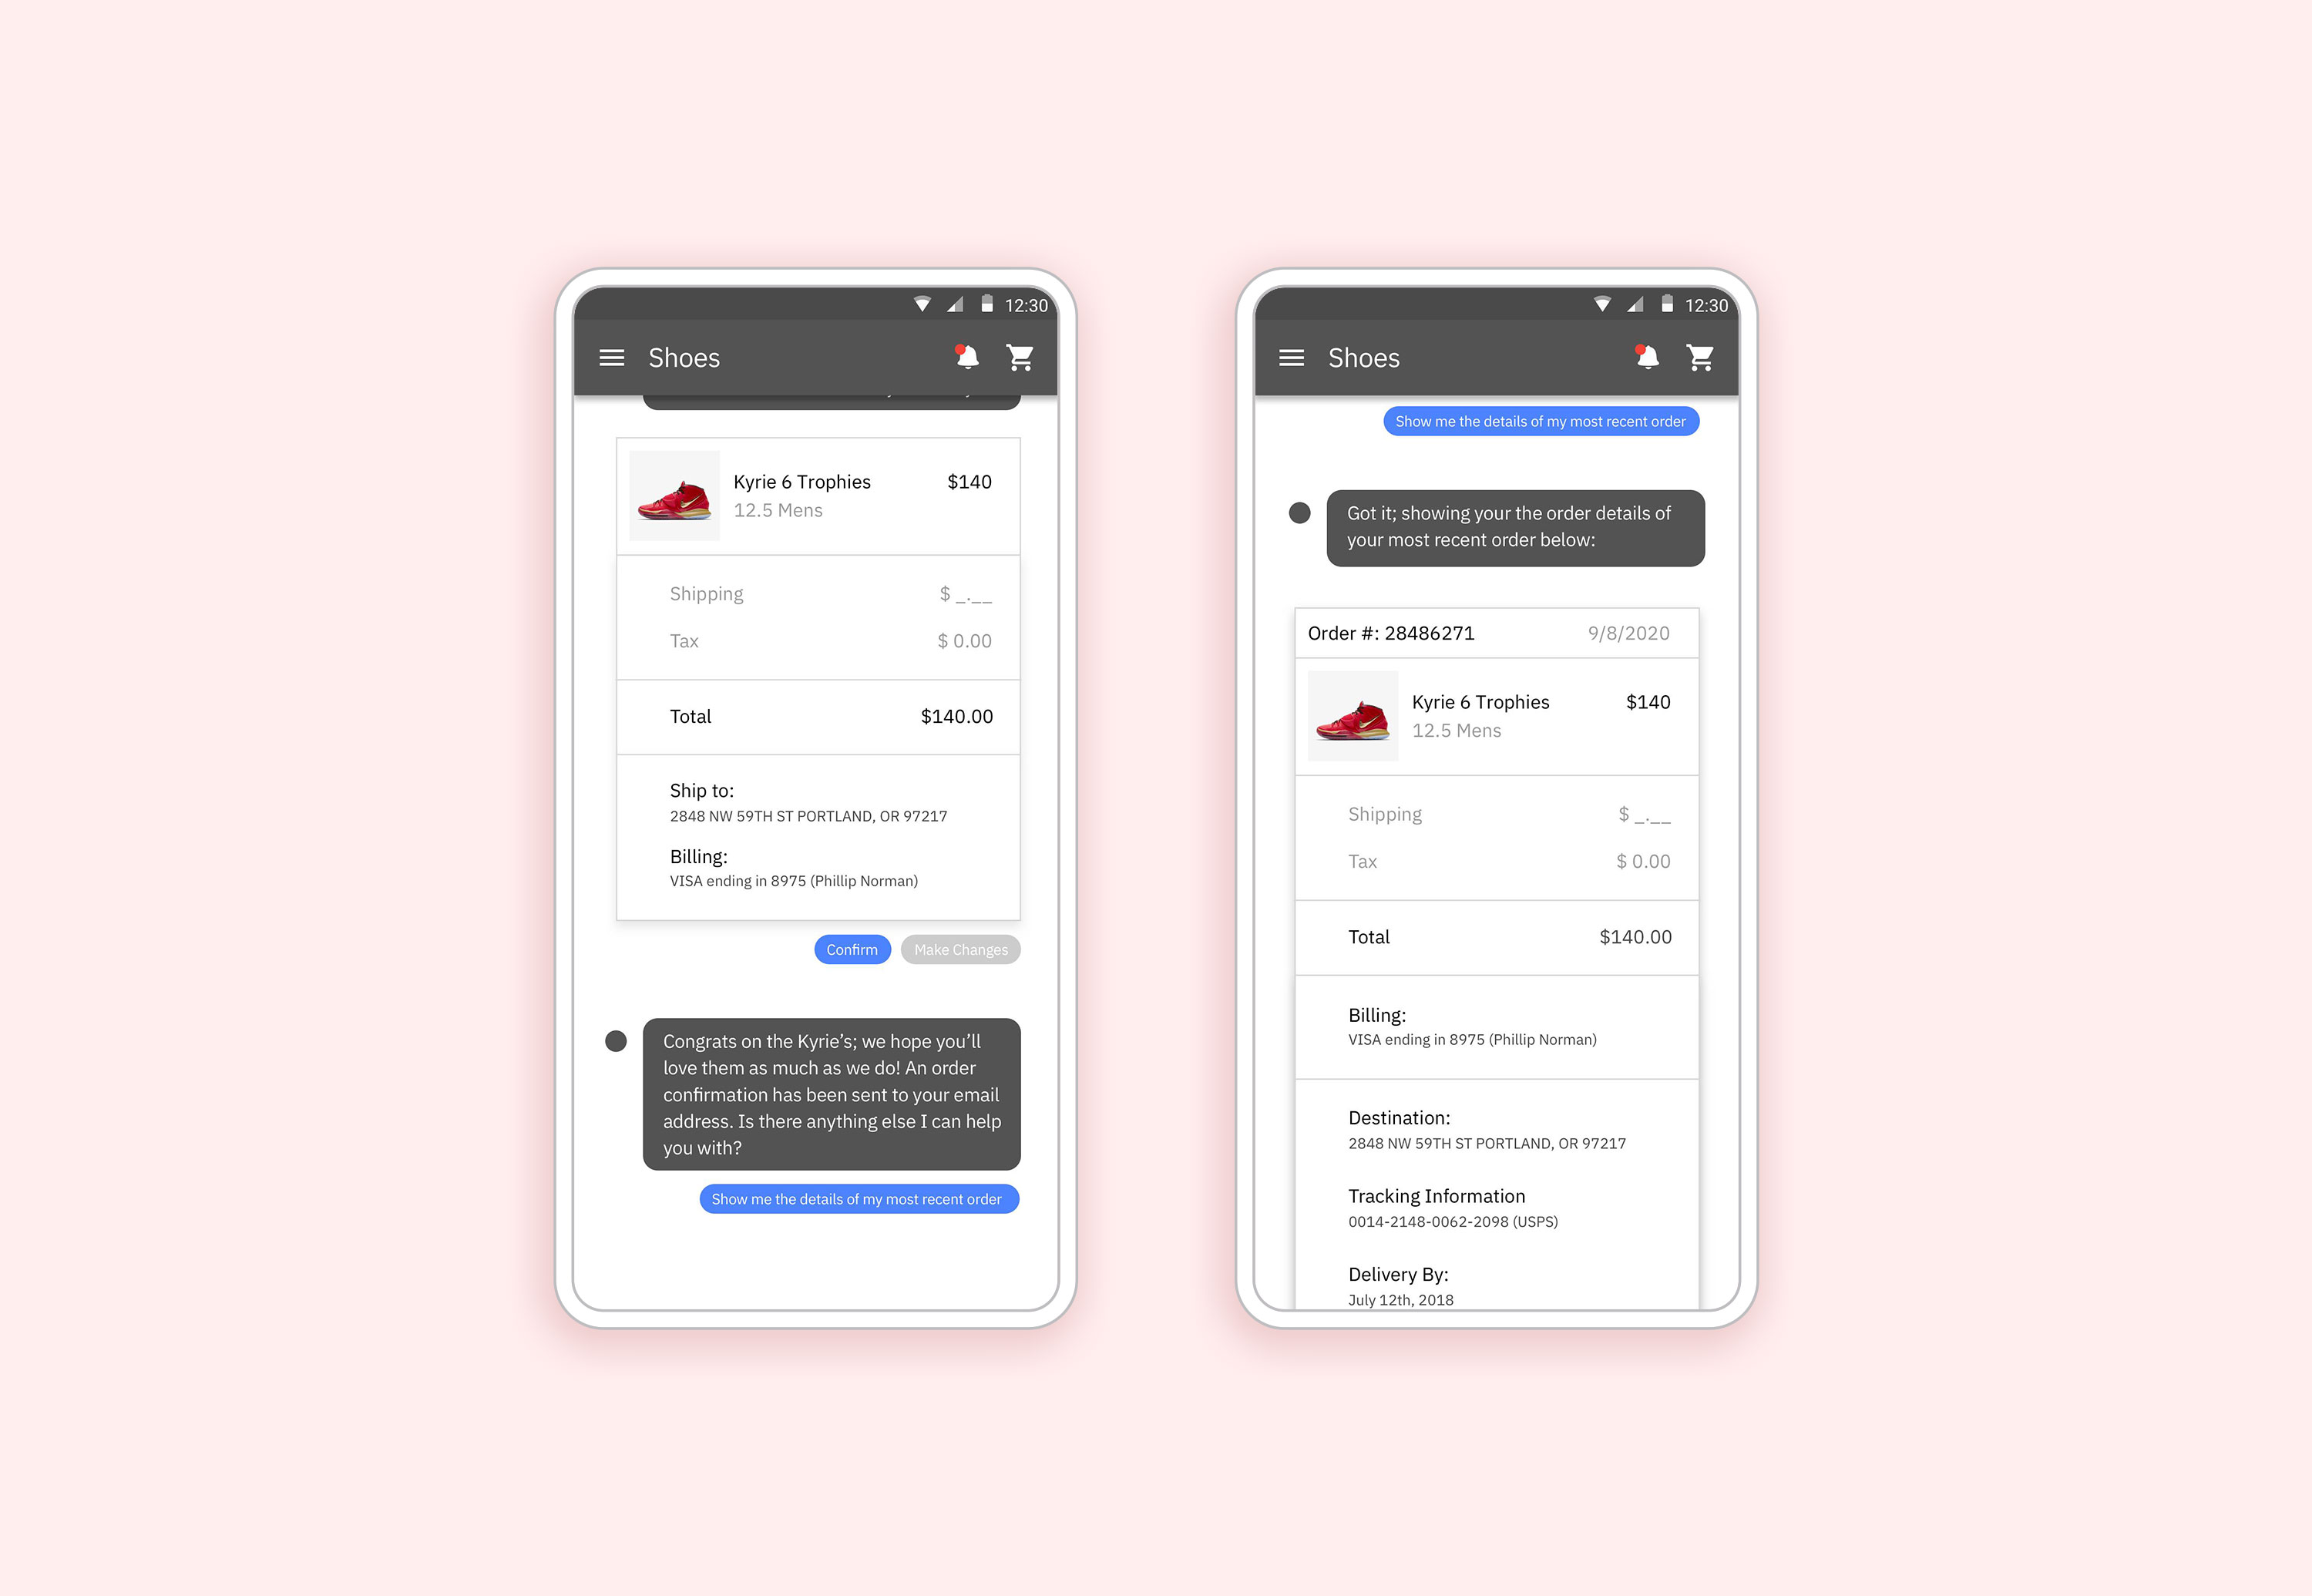 12:30
Shoes
Kyrie 6 Trophies $140
12.5 Mens
Shipping $ _.__
Tax $ 0.00
Total $140.00
Ship to:
2848 NW 59TH ST PORTLAND, OR 97217
Billing:
VISA ending in 8975 (Phillip Norman)
Confirm Make Changes
Congrats on the Kyrie’s; we hope you’ll
love them as much as we do! An order
confirmation has been sent to your email
address. Is there anything else I can help
you with?
Show me the details of my most recent order
12:30
Shoes
Show me the details of my most recent order
Got it; showing your the order details of
your most recent order below:
Order #: 28486271 9/8/2020
Kyrie 6 Trophies $140
12.5 Mens
Shipping $ _.__
Tax $ 0.00
Total $140.00
Billing:
VISA ending in 8975 (Phillip Norman)
Destination:
2848 NW 59TH ST PORTLAND, OR 97217
Tracking Information
0014-2148-0062-2098 (USPS)
Delivery By:
July 12th, 2018